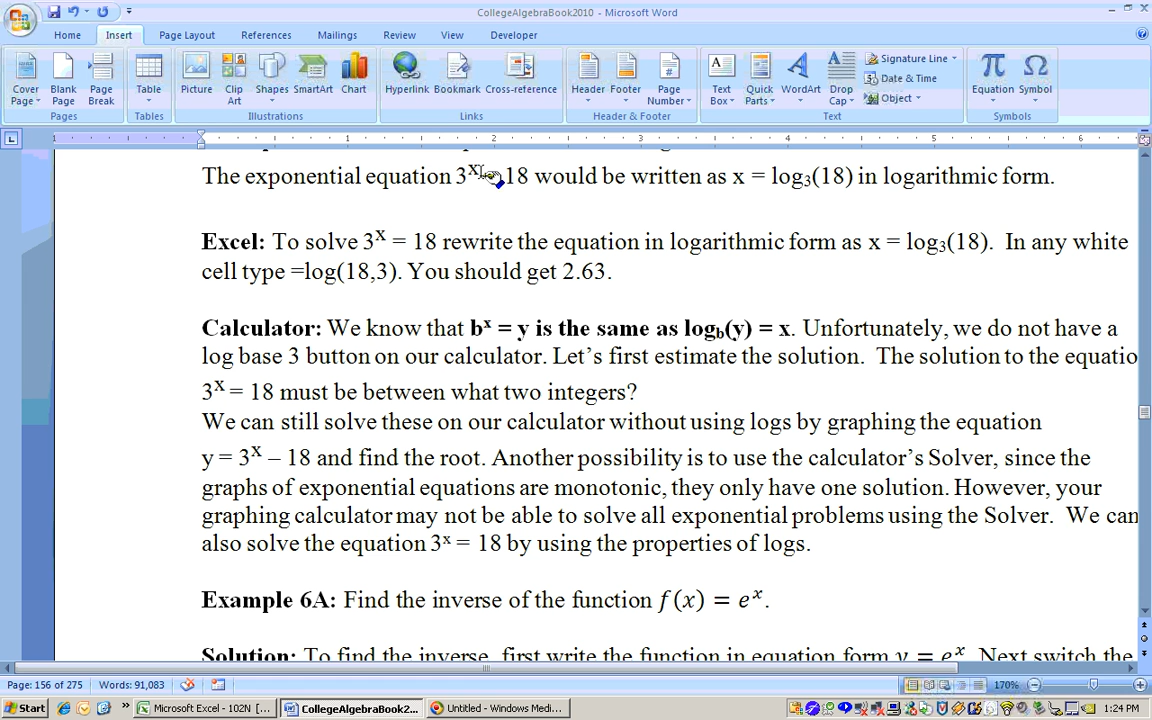 CollegeAlgebraBook2010 - Microsoft Word
Home Insert Page Layout References Mailings Review View Developer
Cover Page Blank Page Page Break Table Picture Clip Art Shapes SmartArt Chart Hyperlink Bookmark Cross-reference Header Footer Page Number Text Box Quick Parts WordArt Drop Cap Signature Line Date & Time Object Equation Symbol
Pages Tables Illustrations Links Header & Footer Text Symbols
1 1 2 3 4 5 6
The exponential equation 3ˣ 18 would be written as x = log₃(18) in logarithmic form.
Excel: To solve 3ˣ = 18 rewrite the equation in logarithmic form as x = log₃(18). In any white
cell type =log(18,3). You should get 2.63.
Calculator: We know that bˣ = y is the same as log_b(y) = x. Unfortunately, we do not have a
log base 3 button on our calculator. Let's first estimate the solution. The solution to the equatio
3ˣ = 18 must be between what two integers?
We can still solve these on our calculator without using logs by graphing the equation
y = 3ˣ – 18 and find the root. Another possibility is to use the calculator's Solver, since the
graphs of exponential equations are monotonic, they only have one solution. However, your
graphing calculator may not be able to solve all exponential problems using the Solver. We can
also solve the equation 3ˣ = 18 by using the properties of logs.
Example 6A: Find the inverse of the function f(x) = eˣ.
Solution: To find the inverse, first write the function in equation form y = eˣ. Next switch the
Page: 156 of 275 Words: 91,083 170%
Start Microsoft Excel - 102N [... CollegeAlgebraBook2... Untitled - Windows Medi... 1:24 PM